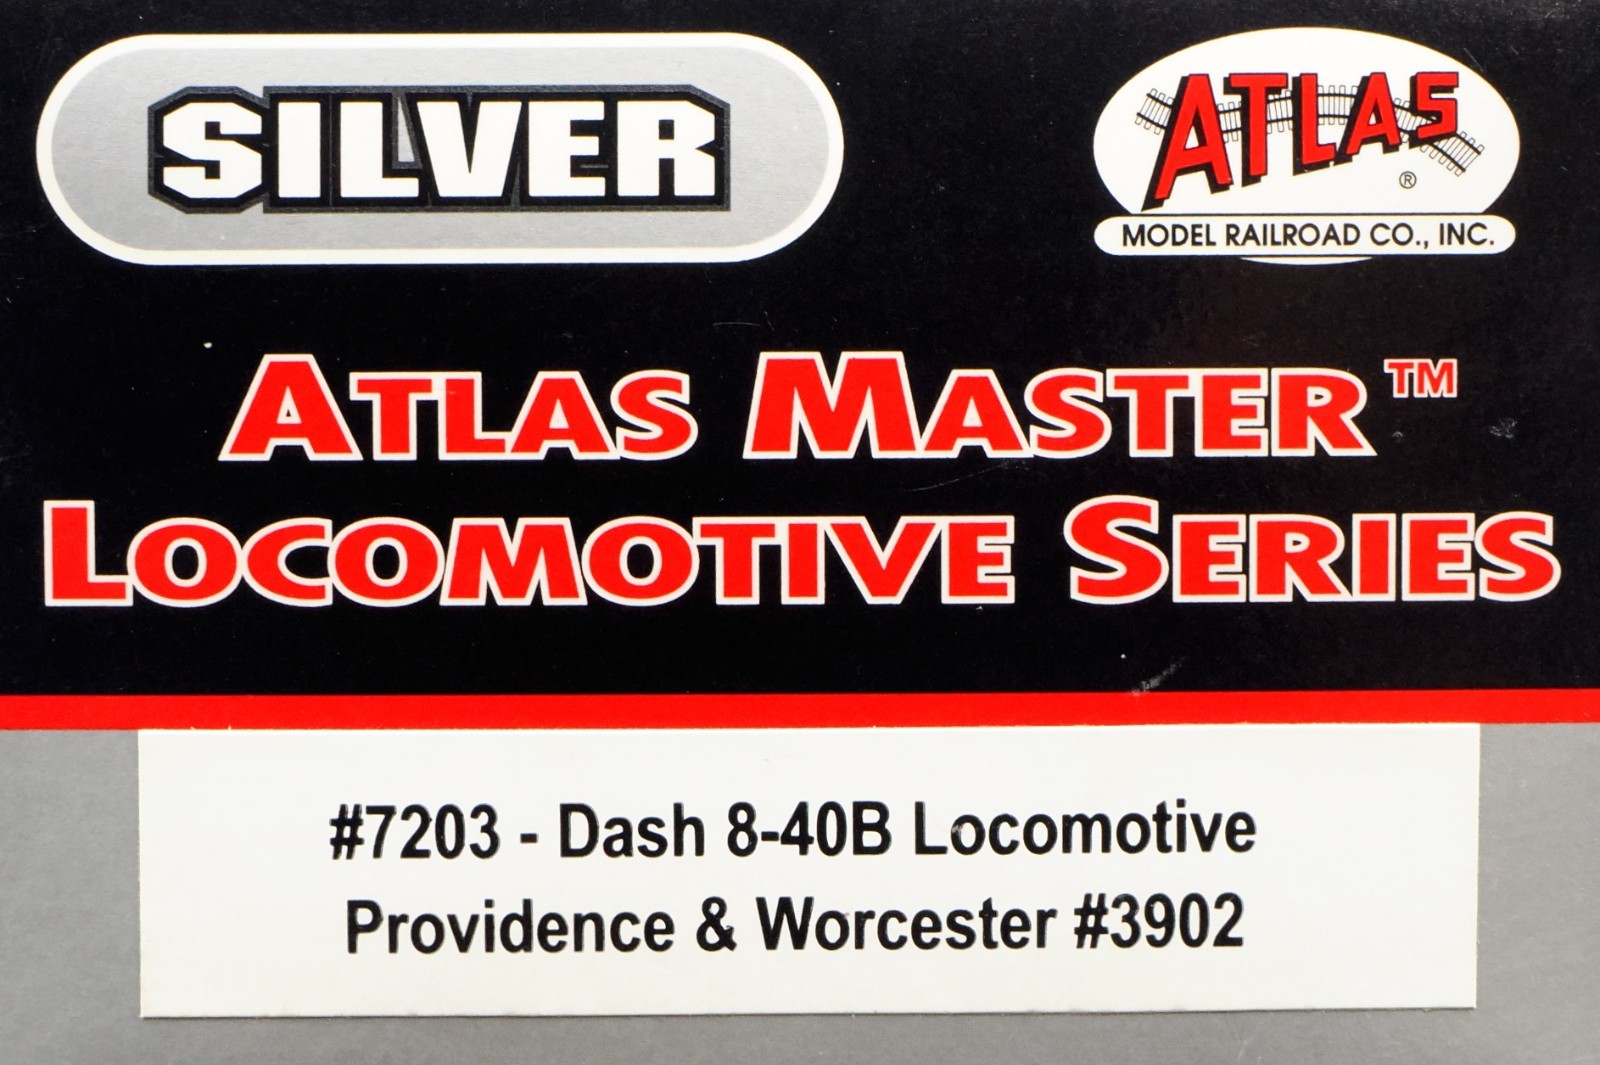 SILVER
ATLAS
®
MODEL RAILROAD CO., INC.
ATLAS MASTER™
LOCOMOTIVE SERIES
#7203 - Dash 8-40B Locomotive
Providence & Worcester #3902